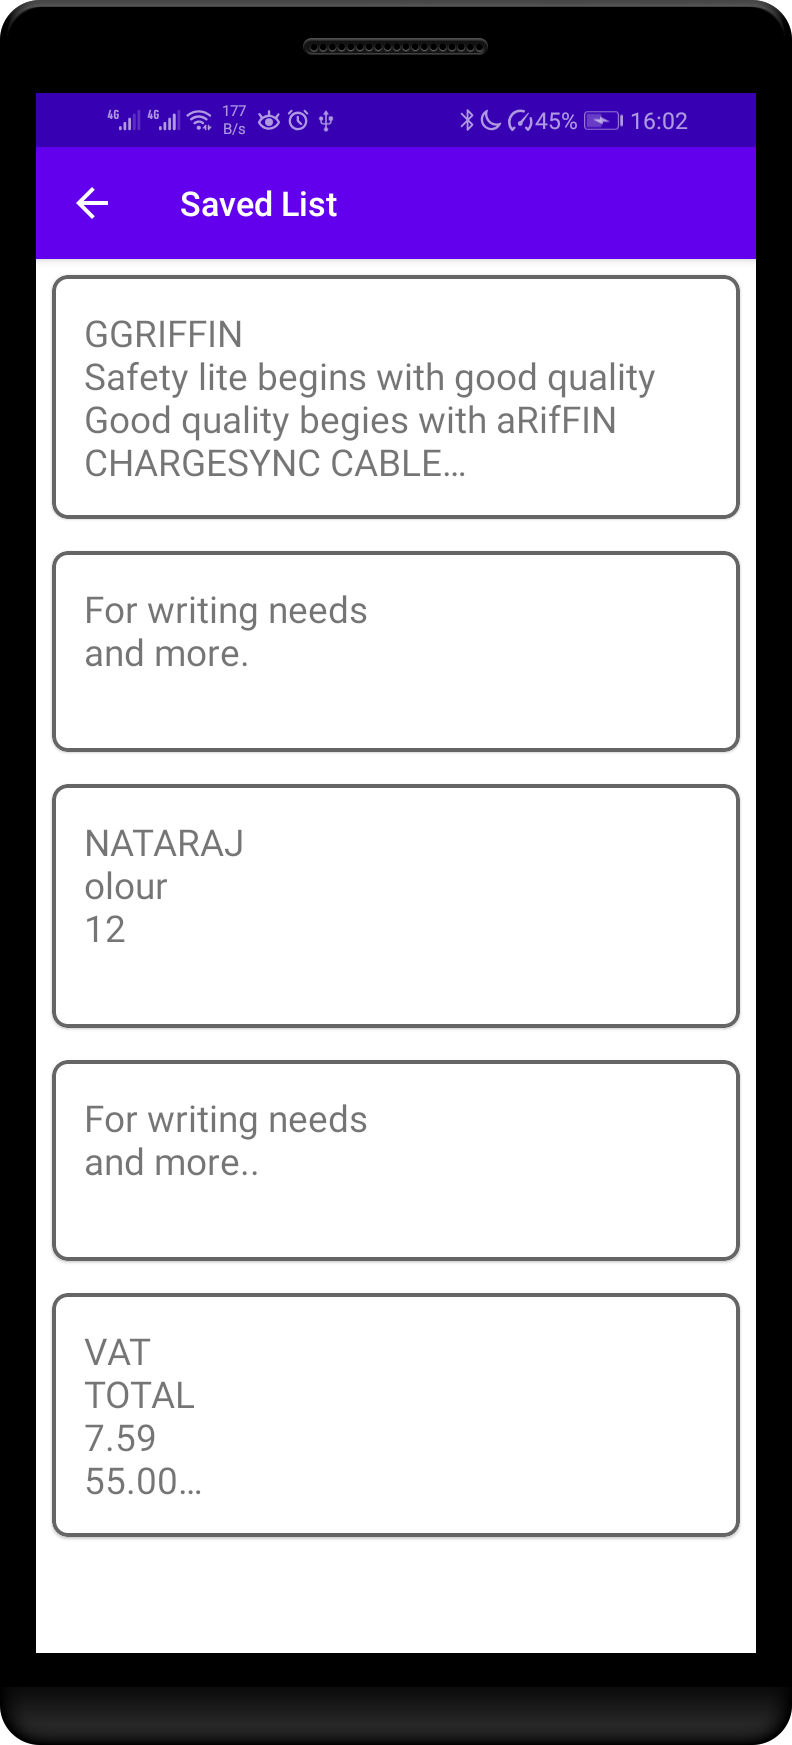 4G 4G 177 B/s 45% 16:02
Saved List
GGRIFFIN
Safety lite begins with good quality
Good quality begies with aRifFIN
CHARGESYNC CABLE...
For writing needs
and more.
NATARAJ
olour
12
For writing needs
and more..
VAT
TOTAL
7.59
55.00...